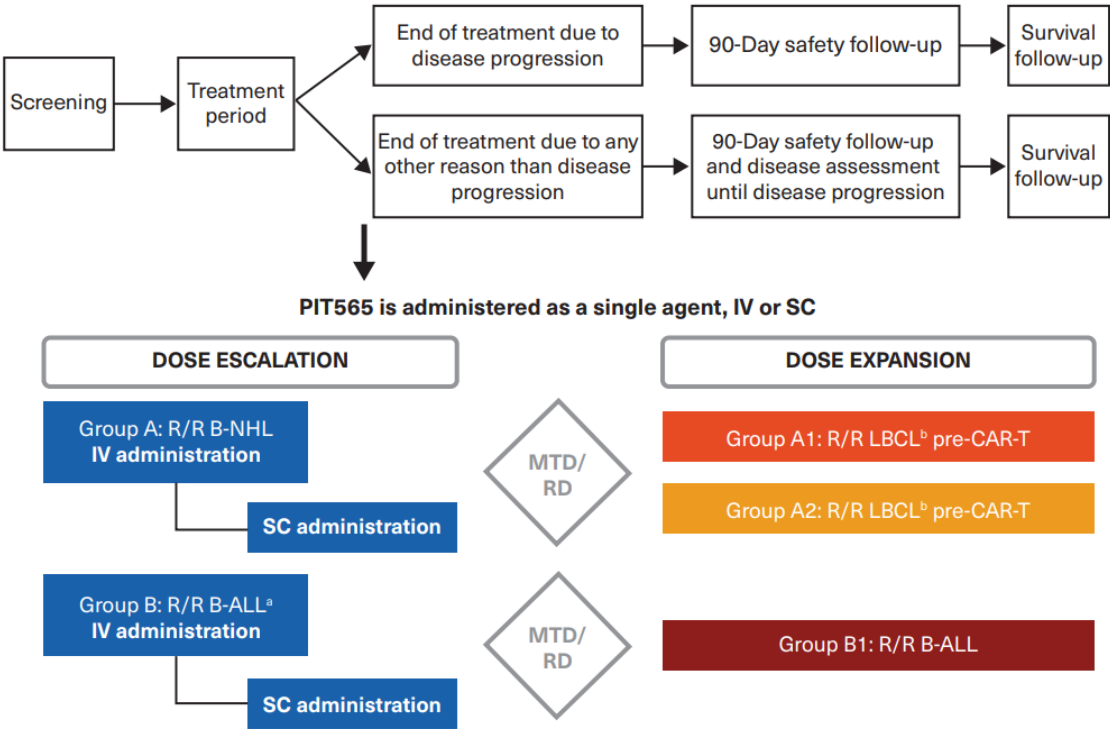 Screening
Treatment
period
End of treatment due to
disease progression
90-Day safety follow-up
Survival
follow-up
End of treatment due to any
other reason than disease
progression
90-Day safety follow-up
and disease assessment
until disease progression
Survival
follow-up
PIT565 is administered as a single agent, IV or SC
DOSE ESCALATION
DOSE EXPANSION
Group A: R/R B-NHL
IV administration
SC administration
MTD/
RD
Group A1: R/R LBCLᵇ pre-CAR-T
Group A2: R/R LBCLᵇ pre-CAR-T
Group B: R/R B-ALLᵃ
IV administration
SC administration
MTD/
RD
Group B1: R/R B-ALL